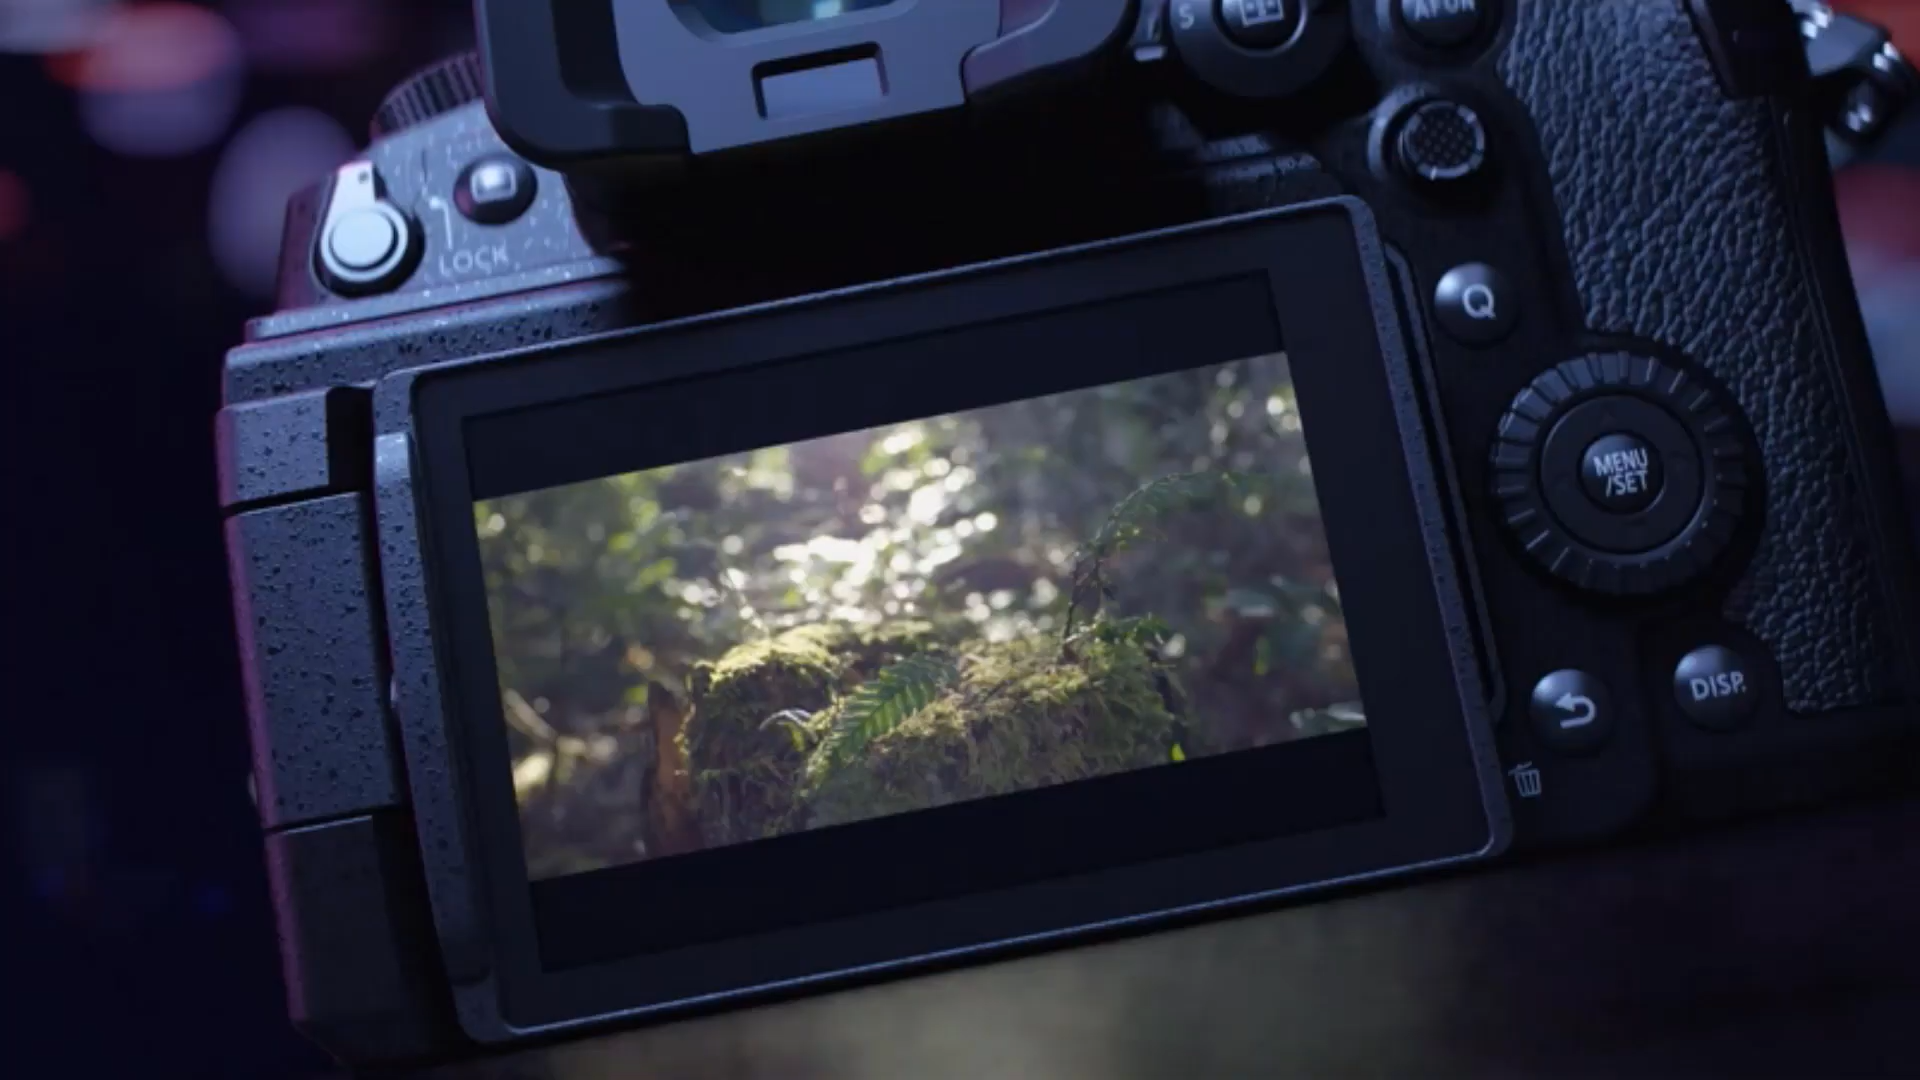 S
AF ON
LOCK
Q
MENU
/SET
DISP.